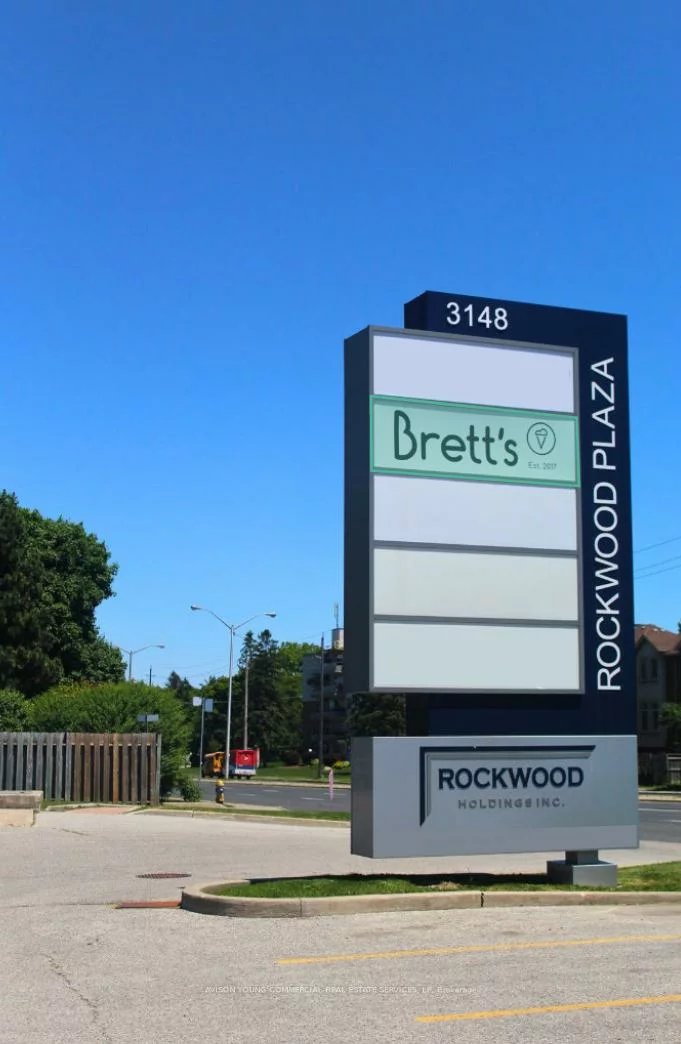 3148
Brett's
Est. 2017
ROCKWOOD PLAZA
ROCKWOOD
HOLDINGS INC.
AVISON YOUNG COMMERCIAL REAL ESTATE SERVICES, LP, Brokerage